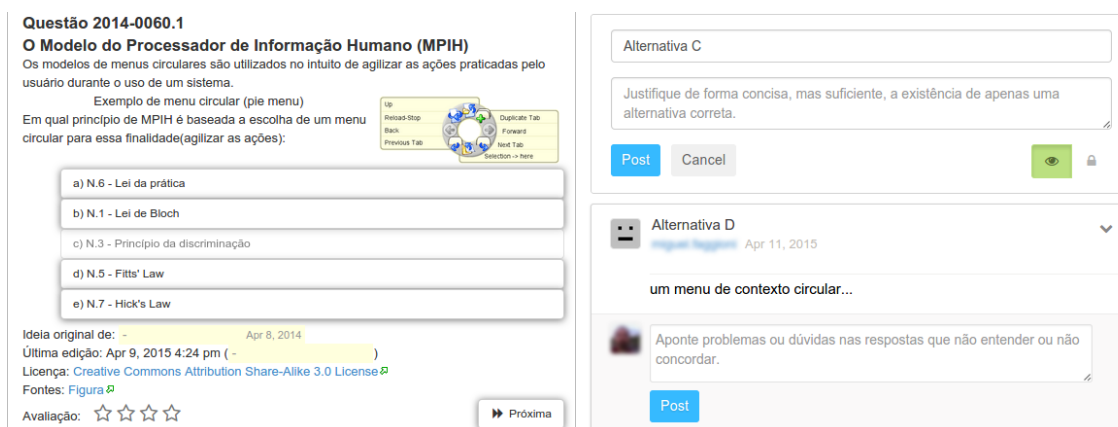 Questão 2014-0060.1
O Modelo do Processador de Informação Humano (MPIH)
Os modelos de menus circulares são utilizados no intuito de agilizar as ações praticadas pelo
usuário durante o uso de um sistema.
Exemplo de menu circular (pie menu)
Em qual princípio de MPIH é baseada a escolha de um menu
circular para essa finalidade(agilizar as ações):
Up
Reload-Stop
Back
Previous Tab
Duplicate Tab
Forward
Next Tab
Selection -> here
a) N.6 - Lei da prática
b) N.1 - Lei de Bloch
c) N.3 - Princípio da discriminação
d) N.5 - Fitts' Law
e) N.7 - Hick's Law
Ideia original de: - Apr 8, 2014
Última edição: Apr 9, 2015 4:24 pm ( - )
Licença: Creative Commons Attribution Share-Alike 3.0 License
Fontes: Figura
Avaliação:
Próxima
Alternativa C
Justifique de forma concisa, mas suficiente, a existência de apenas uma
alternativa correta.
Post Cancel
Alternativa D
Apr 11, 2015
um menu de contexto circular...
Aponte problemas ou dúvidas nas respostas que não entender ou não
concordar.
Post